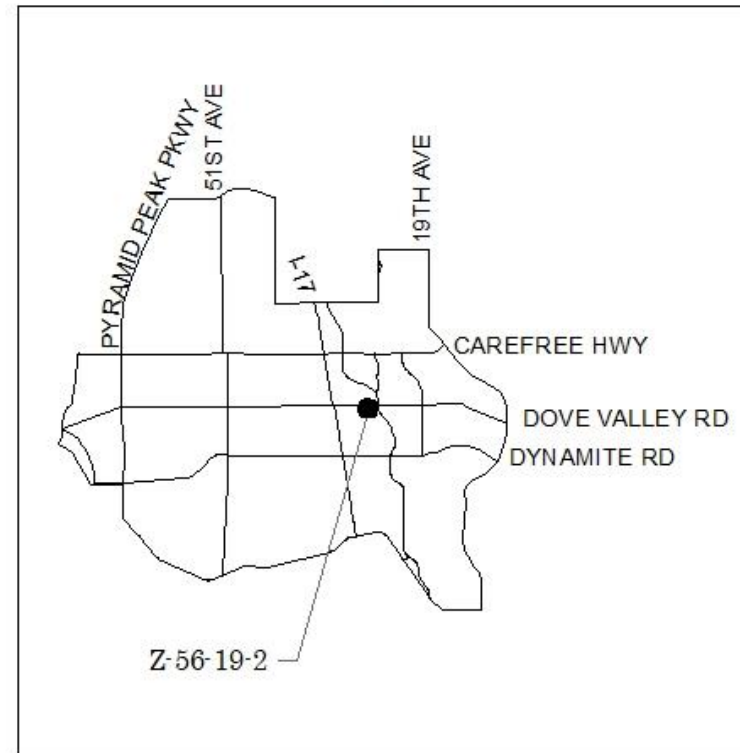 PYRAMID PEAK PKWY
51ST AVE
I-17
19TH AVE
CAREFREE HWY
DOVE VALLEY RD
DYNAMITE RD
Z-56-19-2